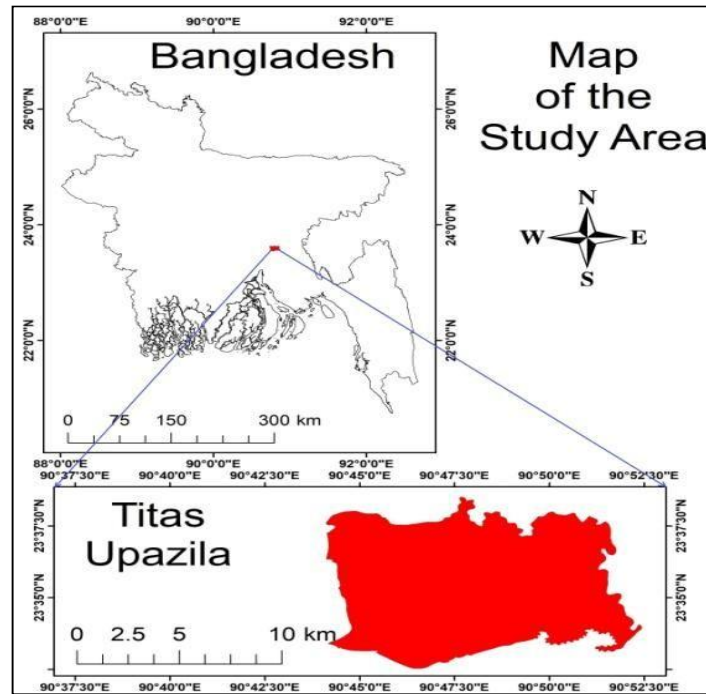 88°0'0"E 90°0'0"E 92°0'0"E
Bangladesh
Map
of the
Study Area
26°0'0"N
26°0'0"N
24°0'0"N
24°0'0"N
22°0'0"N
22°0'0"N
N
W E
S
0 75 150 300 km
88°0'0"E 90°0'0"E 92°0'0"E
90°37'30"E 90°40'0"E 90°42'30"E 90°45'0"E 90°47'30"E 90°50'0"E 90°52'30"E
Titas
Upazila
23°37'30"N
23°37'30"N
23°35'0"N
23°35'0"N
0 2.5 5 10 km
90°37'30"E 90°40'0"E 90°42'30"E 90°45'0"E 90°47'30"E 90°50'0"E 90°52'30"E